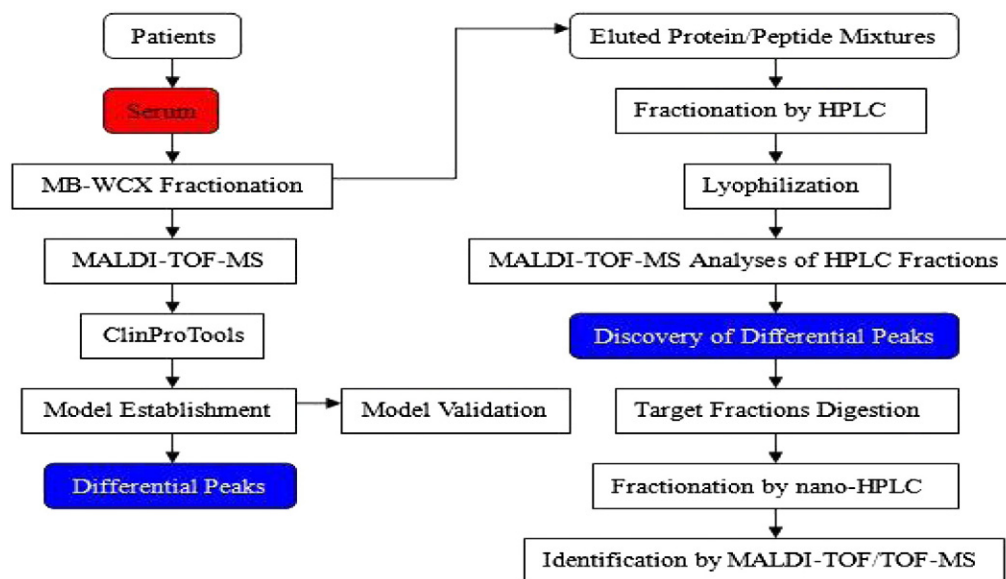 Patients
Serum
MB-WCX Fractionation
MALDI-TOF-MS
ClinProTools
Model Establishment
Model Validation
Differential Peaks
Eluted Protein/Peptide Mixtures
Fractionation by HPLC
Lyophilization
MALDI-TOF-MS Analyses of HPLC Fractions
Discovery of Differential Peaks
Target Fractions Digestion
Fractionation by nano-HPLC
Identification by MALDI-TOF/TOF-MS